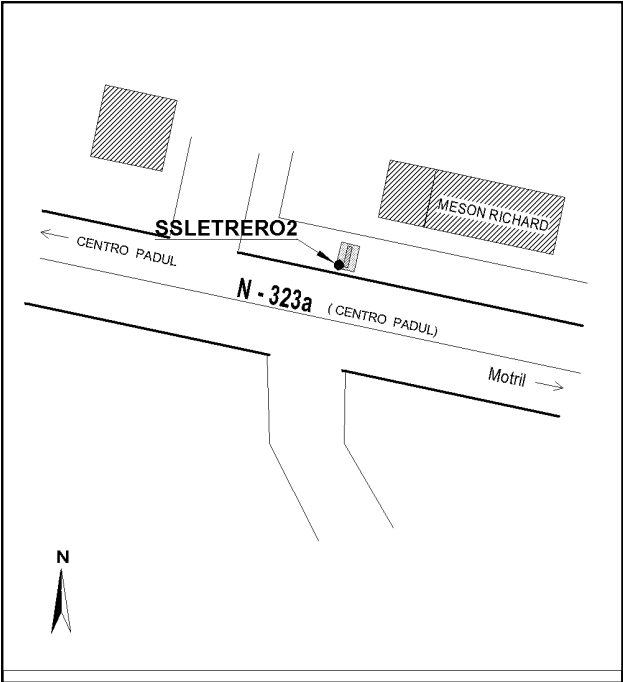 MESON RICHARD
SSLETRERO2
CENTRO PADUL
N - 323a ( CENTRO PADUL)
Motril
N